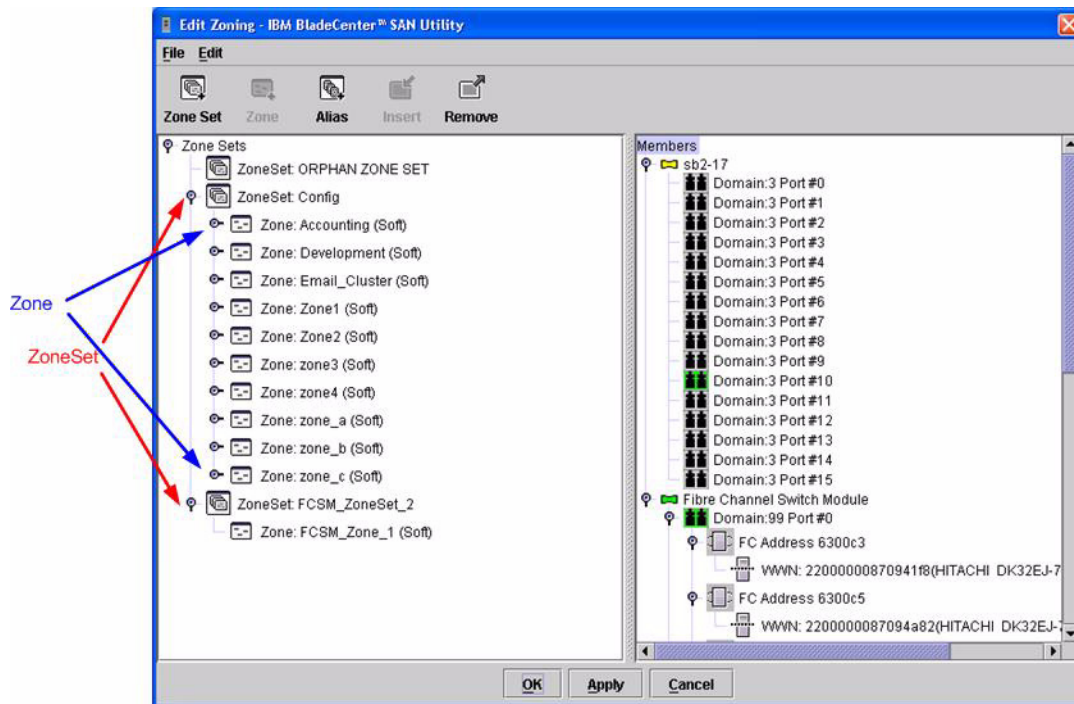 Edit Zoning - IBM BladeCenter™ SAN Utility
File Edit
Zone Set Zone Alias Insert Remove
Zone Sets
ZoneSet: ORPHAN ZONE SET
ZoneSet: Config
Zone: Accounting (Soft)
Zone: Development (Soft)
Zone: Email_Cluster (Soft)
Zone: Zone1 (Soft)
Zone: Zone2 (Soft)
Zone: zone3 (Soft)
Zone: zone4 (Soft)
Zone: zone_a (Soft)
Zone: zone_b (Soft)
Zone: zone_c (Soft)
ZoneSet: FCSM_ZoneSet_2
Zone: FCSM_Zone_1 (Soft)
Zone
ZoneSet
Members
sb2-17
Domain:3 Port#0
Domain:3 Port#1
Domain:3 Port#2
Domain:3 Port#3
Domain:3 Port#4
Domain:3 Port#5
Domain:3 Port#6
Domain:3 Port#7
Domain:3 Port#8
Domain:3 Port#9
Domain:3 Port#10
Domain:3 Port#11
Domain:3 Port#12
Domain:3 Port#13
Domain:3 Port#14
Domain:3 Port#15
Fibre Channel Switch Module
Domain:99 Port#0
FC Address 6300c3
WWN: 22000000870941f8(HITACHI DK32EJ-7
FC Address 6300c5
WWN: 2200000087094a82(HITACHI DK32EJ-7
OK Apply Cancel